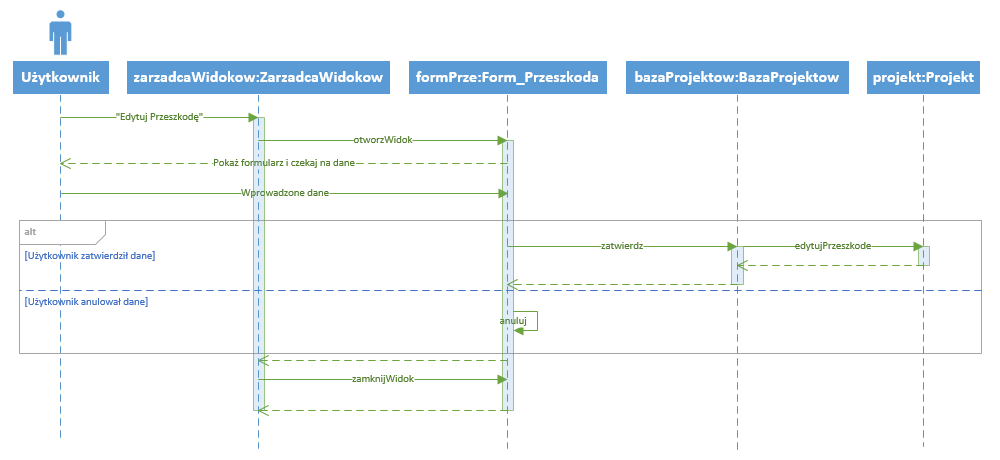 Użytkownik
zarzadcaWidokow:ZarzadcaWidokow
formPrze:Form_Przeszkoda
bazaProjektow:BazaProjektow
projekt:Projekt
"Edytuj Przeszkodę"
otworzWidok
Pokaż formularz i czekaj na dane
Wprowadzone dane
alt
zatwierdz
edytujPrzeszkode
[Użytkownik zatwierdził dane]
[Użytkownik anulował dane]
anuluj
zamknijWidok